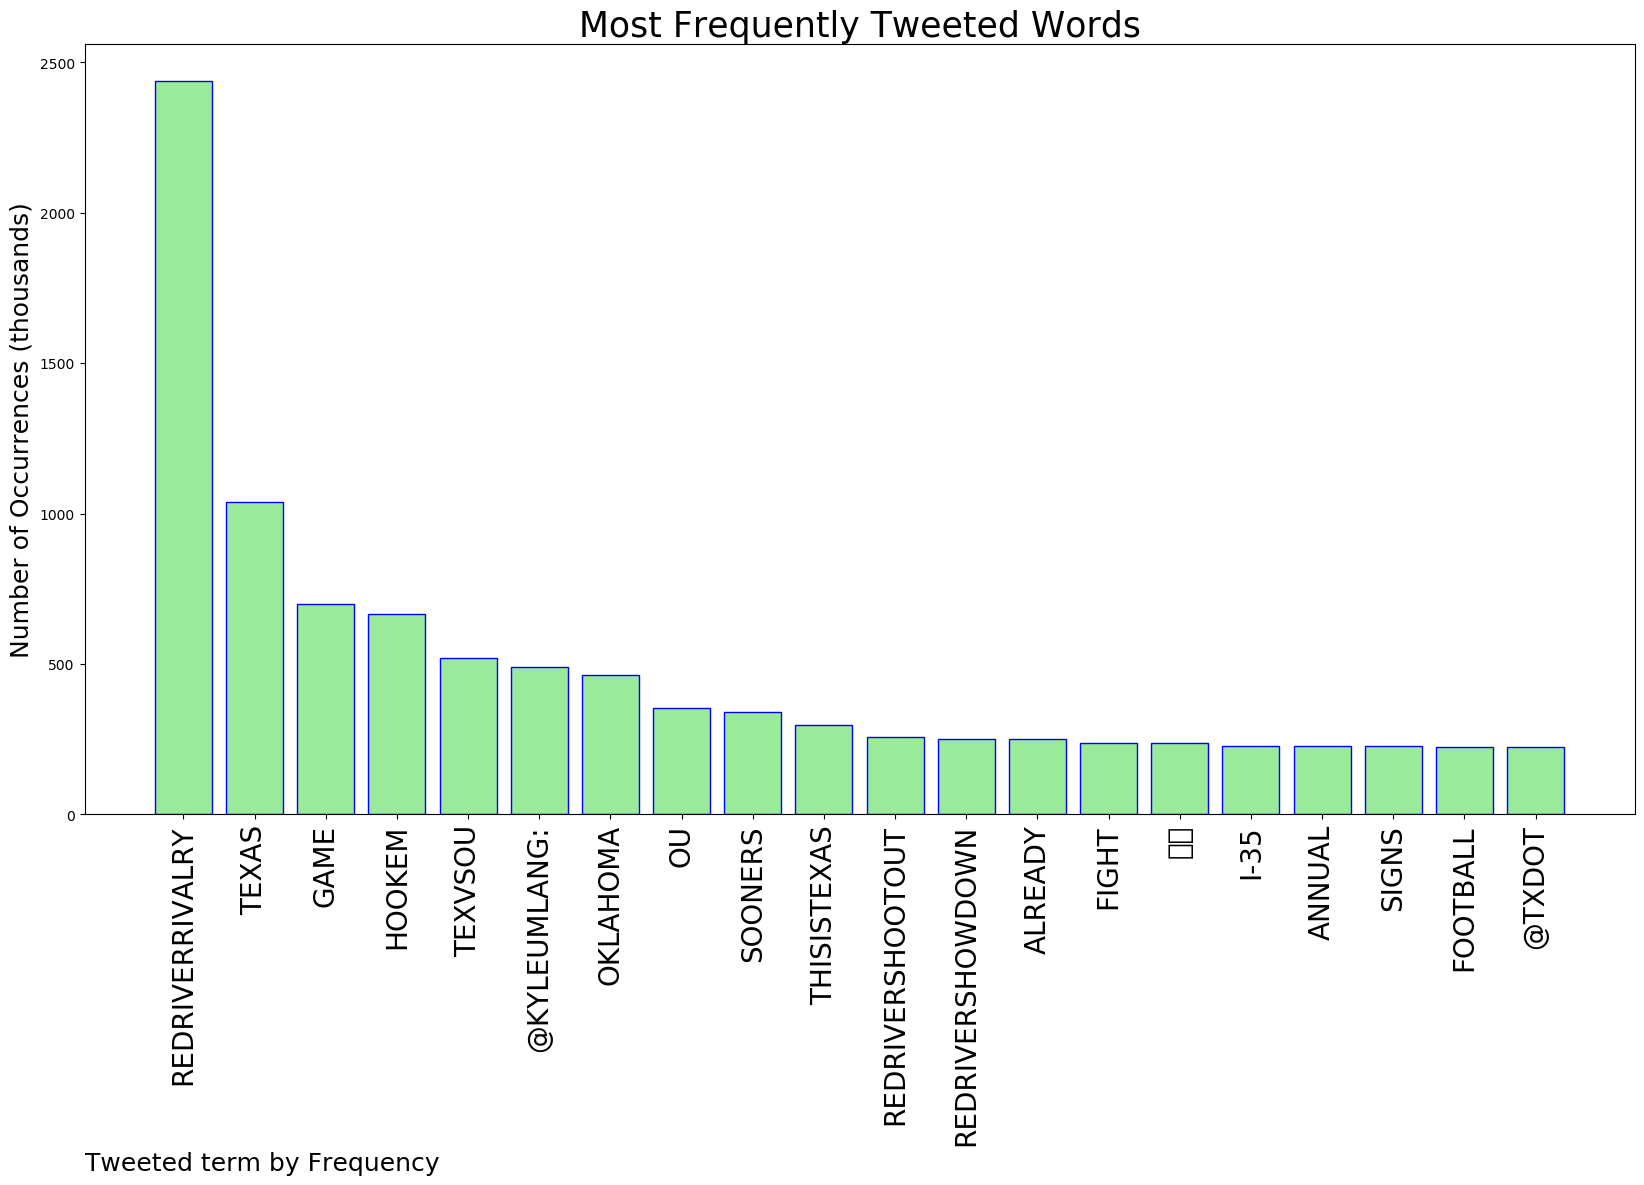 Most Frequently Tweeted Words
Number of Occurrences (thousands)
2500
2000
1500
1000
500
0
REDRIVERRIVALRY
TEXAS
GAME
HOOKEM
TEXVSOU
@KYLEUMLANG:
OKLAHOMA
OU
SOONERS
THISISTEXAS
REDRIVERSHOOTOUT
REDRIVERSHOWDOWN
ALREADY
FIGHT
I-35
ANNUAL
SIGNS
FOOTBALL
@TXDOT
Tweeted term by Frequency